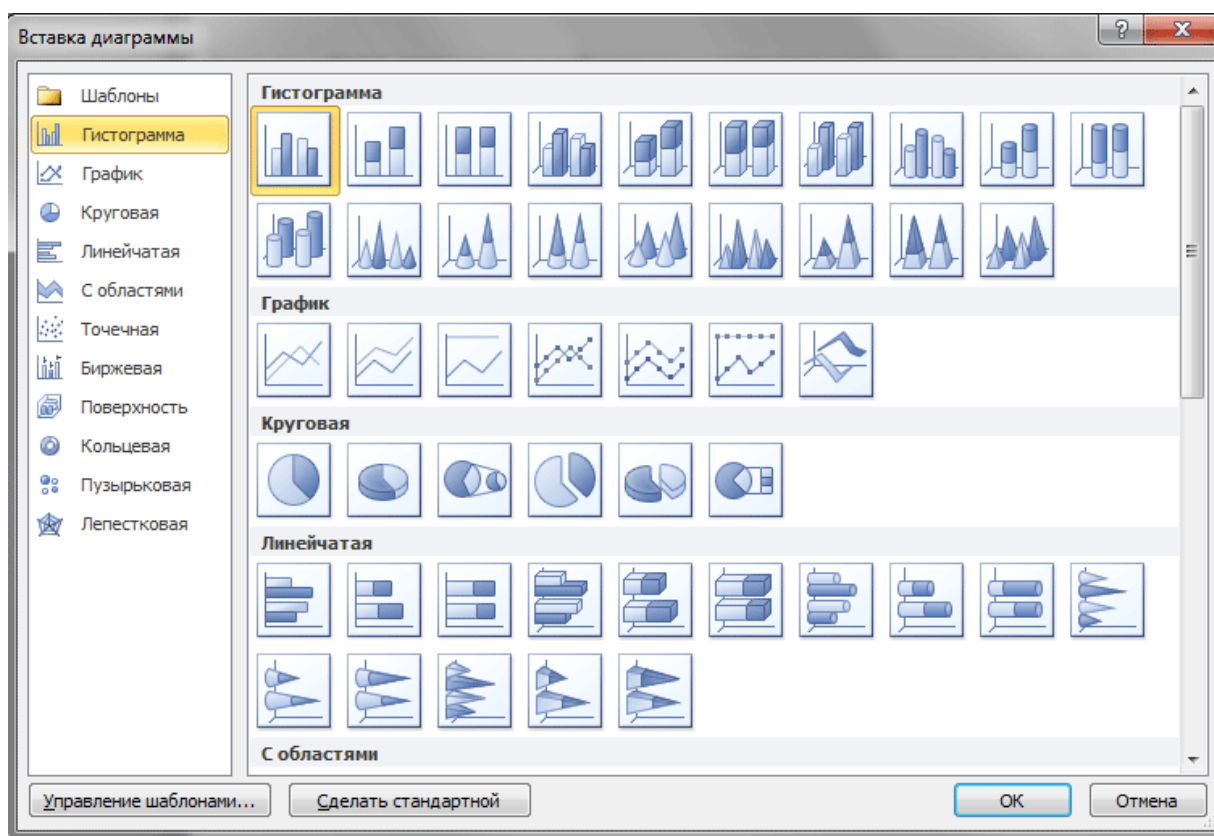 Вставка диаграммы
Шаблоны
Гистограмма
График
Круговая
Линейчатая
С областями
Точечная
Биржевая
Поверхность
Кольцевая
Пузырьковая
Лепестковая
Гистограмма
График
Круговая
Линейчатая
С областями
Управление шаблонами...
Сделать стандартной
ОК
Отмена